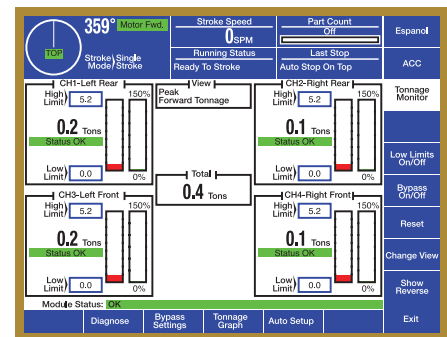 TOP
359° Motor Fwd.
Stroke Mode Single Stroke
Stroke Speed
0 SPM
Running Status
Ready To Stroke
Part Count
Off
Last Stop
Auto Stop On Top
Espanol
ACC
CH1-Left Rear
High Limit 5.2
150%
0.2 Tons
Status OK
Low Limit 0.0
0%
View
Peak
Forward Tonnage
CH2-Right Rear
High Limit 5.2
150%
0.1 Tons
Status OK
Low Limit 0.0
0%
Total
0.4 Tons
CH3-Left Front
High Limit 5.2
150%
0.2 Tons
Status OK
Low Limit 0.0
0%
CH4-Right Front
High Limit 5.2
150%
0.1 Tons
Status OK
Low Limit 0.0
0%
Tonnage
Monitor
Low Limits
On/Off
Bypass
On/Off
Reset
Change View
Show
Reverse
Exit
Module Status: OK
Diagnose
Bypass
Settings
Tonnage
Graph
Auto Setup